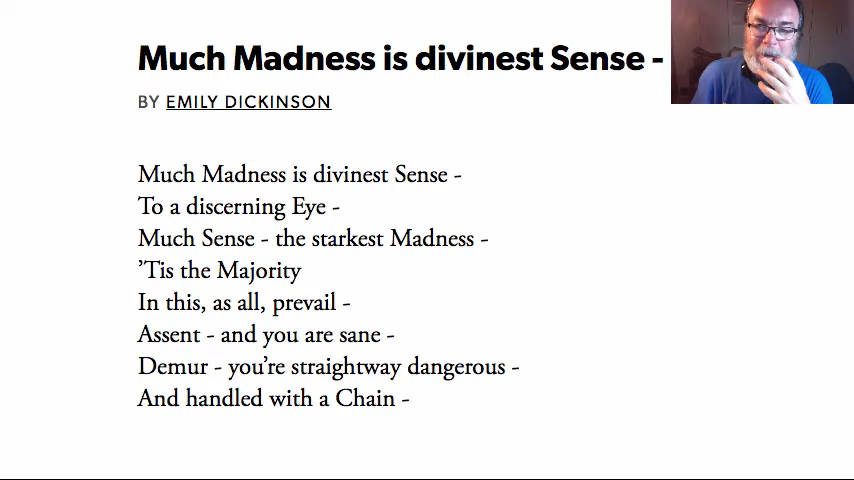 Much Madness is divinest Sense -
BY EMILY DICKINSON
Much Madness is divinest Sense -
To a discerning Eye -
Much Sense - the starkest Madness -
’Tis the Majority
In this, as all, prevail -
Assent - and you are sane -
Demur - you’re straightway dangerous -
And handled with a Chain -